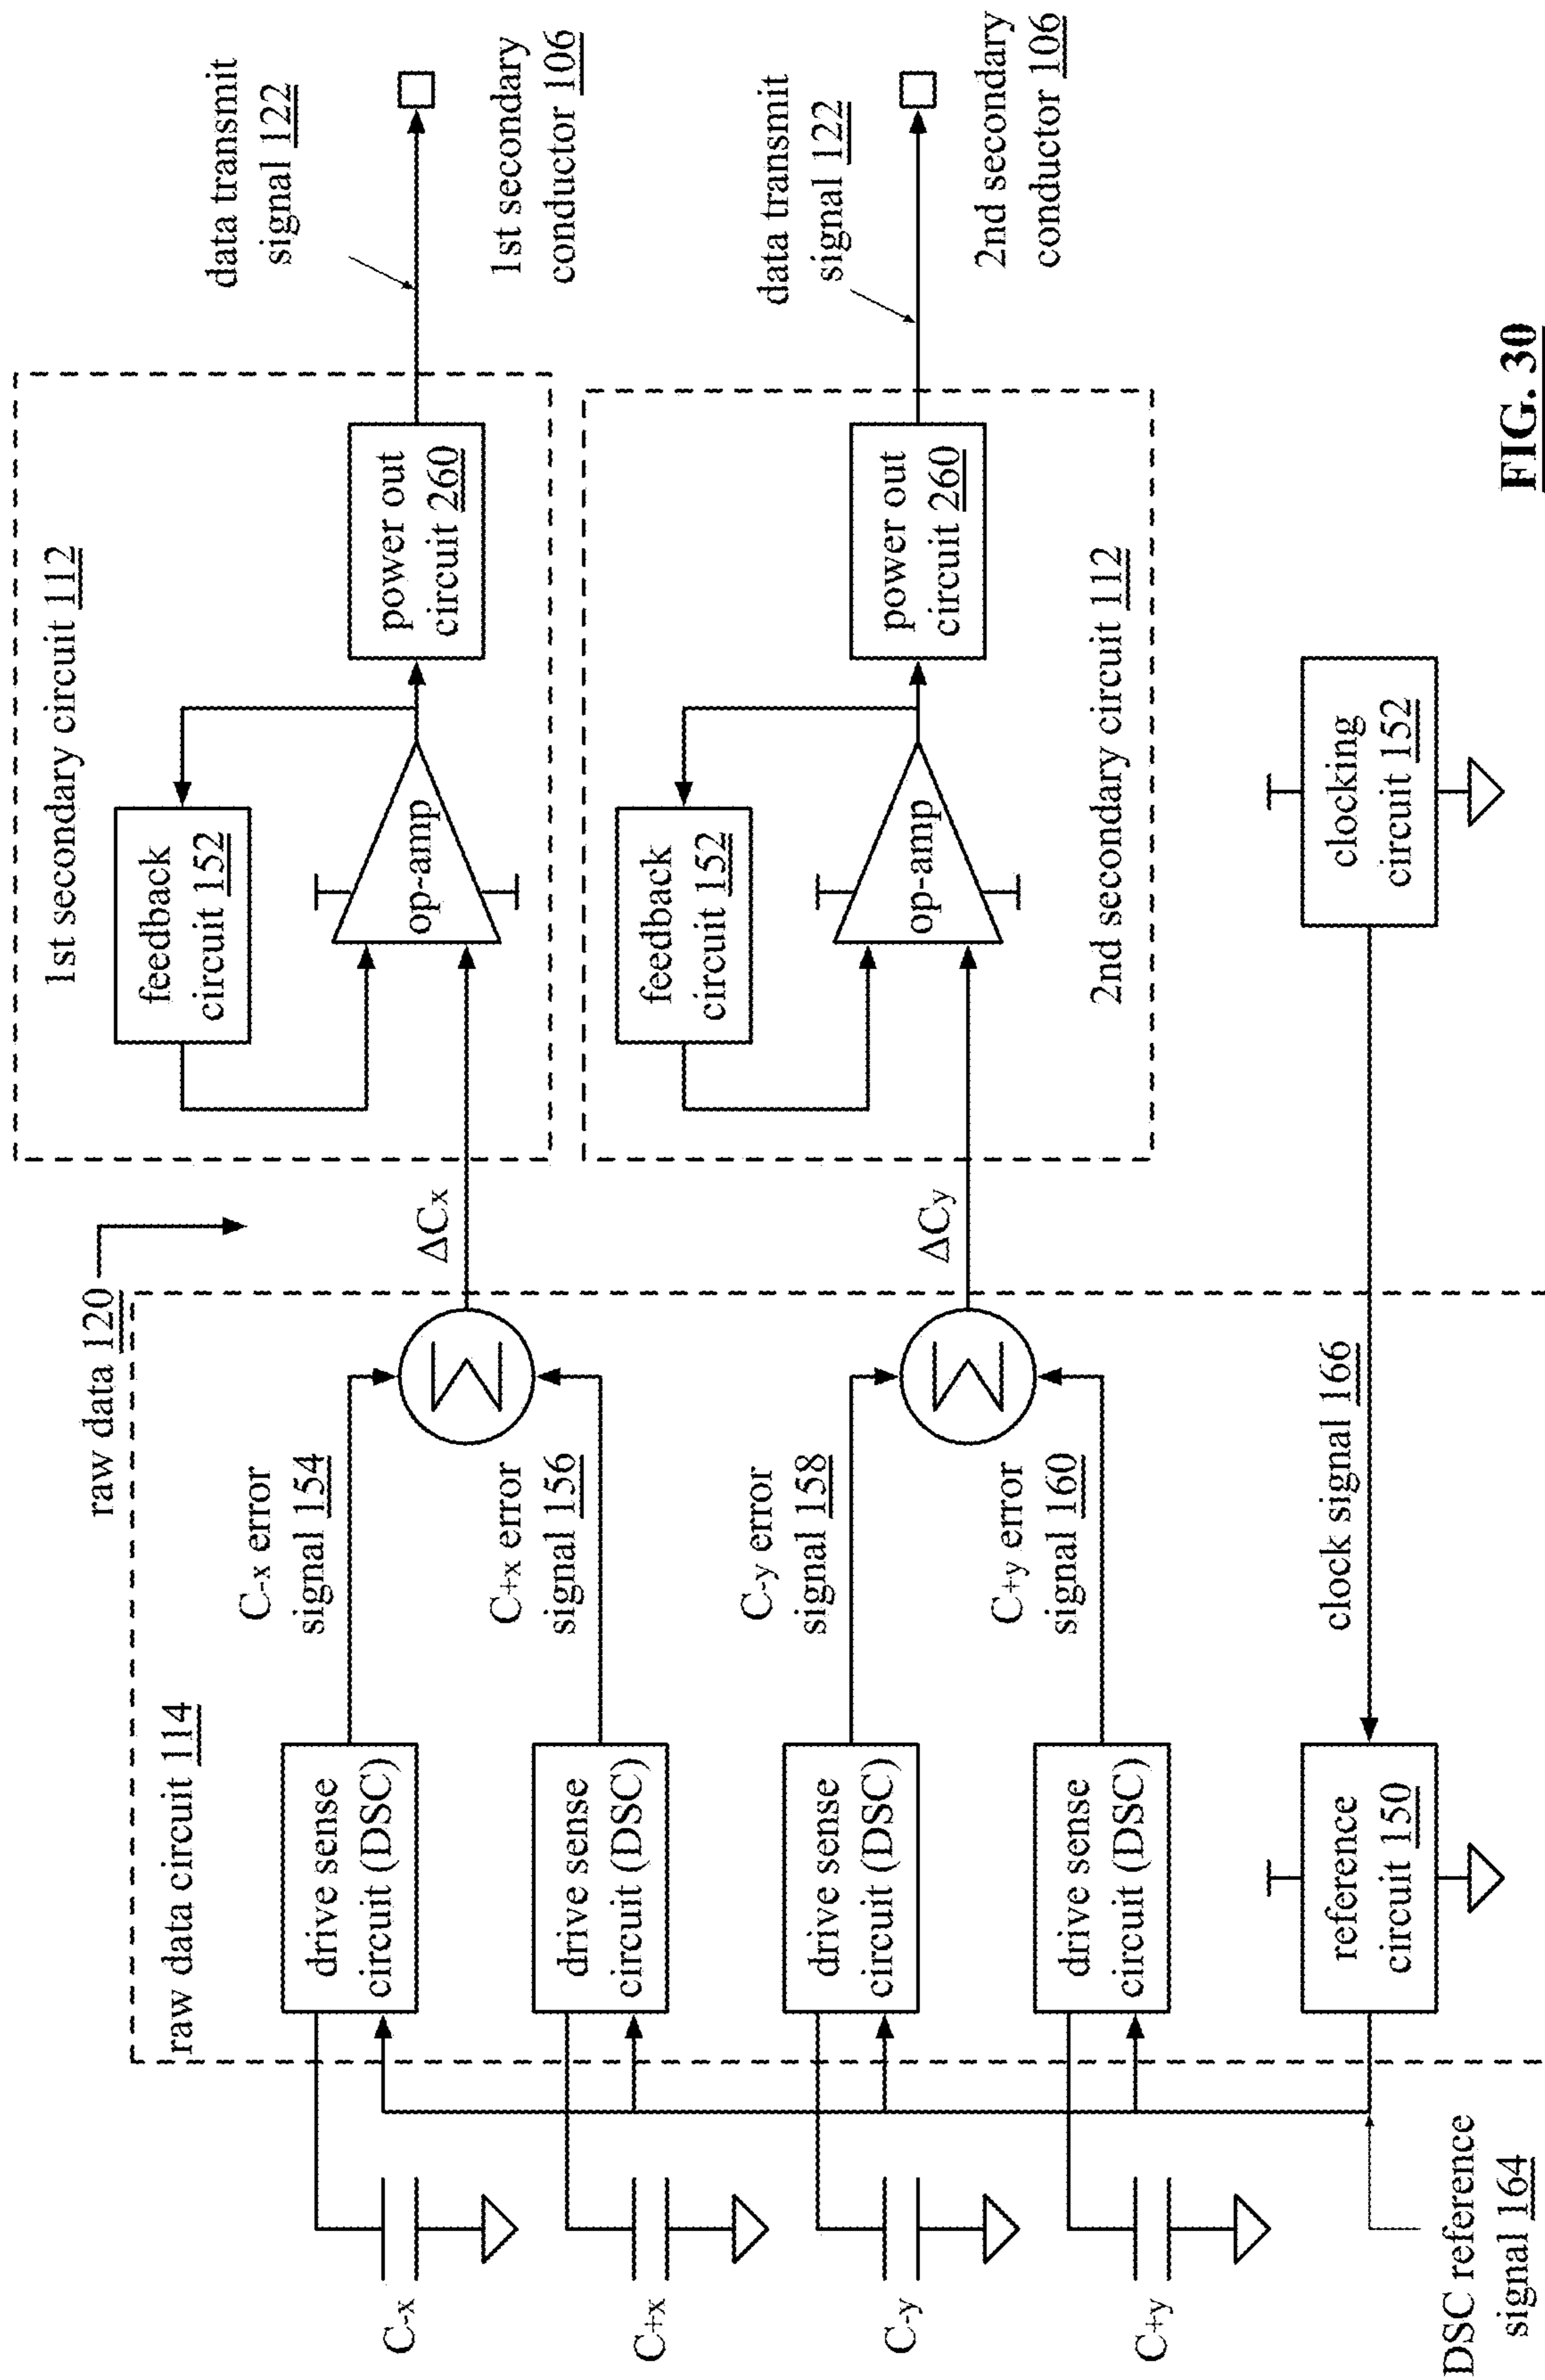 raw data circuit 114
raw data 120
1st secondary circuit 112
C-x
drive sense
circuit (DSC)
C-x error
signal 154
ΔCx
feedback
circuit 152
op-amp
power out
circuit 260
data transmit
signal 122
1st secondary
conductor 106
C+x
drive sense
circuit (DSC)
C+x error
signal 156
Σ
C-y
drive sense
circuit (DSC)
C-y error
signal 158
ΔCy
feedback
circuit 152
op-amp
power out
circuit 260
data transmit
signal 122
2nd secondary
conductor 106
C+y
drive sense
circuit (DSC)
C+y error
signal 160
Σ
2nd secondary circuit 112
DSC reference
signal 164
reference
circuit 150
clock signal 166
clocking
circuit 152
FIG. 30